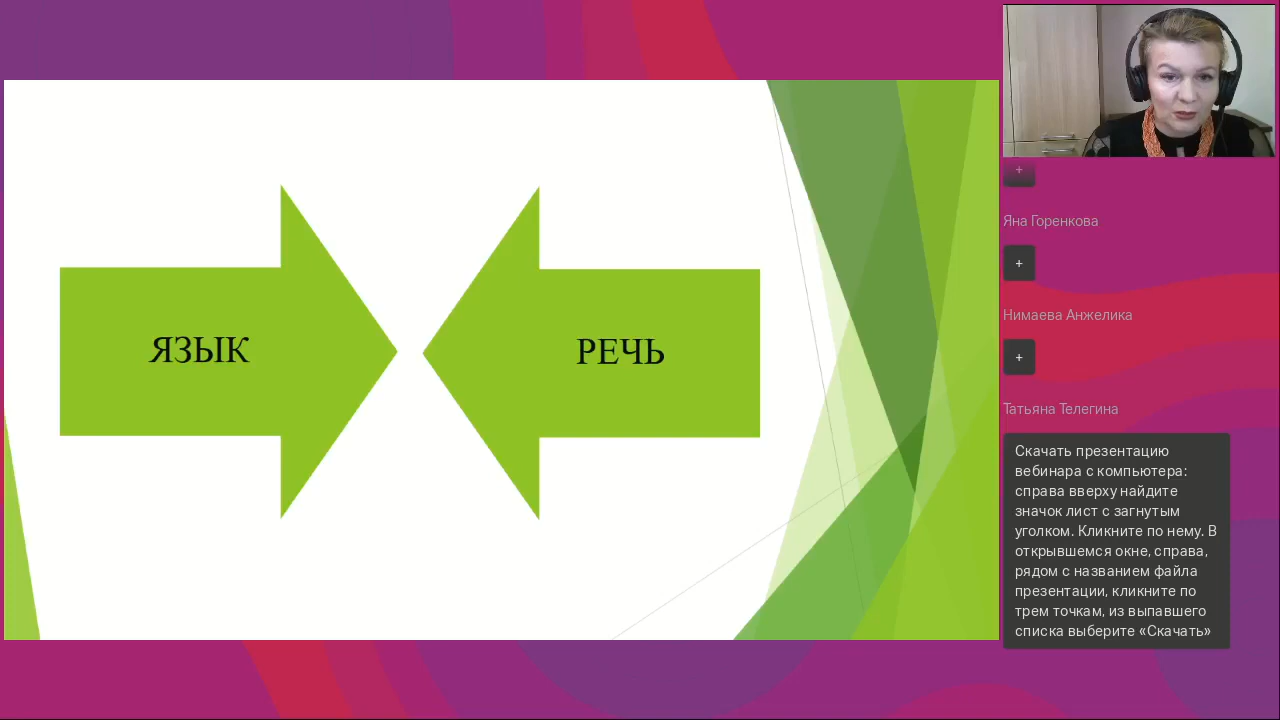 ЯЗЫК
РЕЧЬ
+
Яна Горенкова
+
Нимаева Анжелика
+
Татьяна Телегина
Скачать презентацию
вебинара с компьютера:
справа вверху найдите
значок лист с загнутым
уголком. Кликните по нему. В
открывшемся окне, справа,
рядом с названием файла
презентации, кликните по
трем точкам, из выпавшего
списка выберите «Скачать»